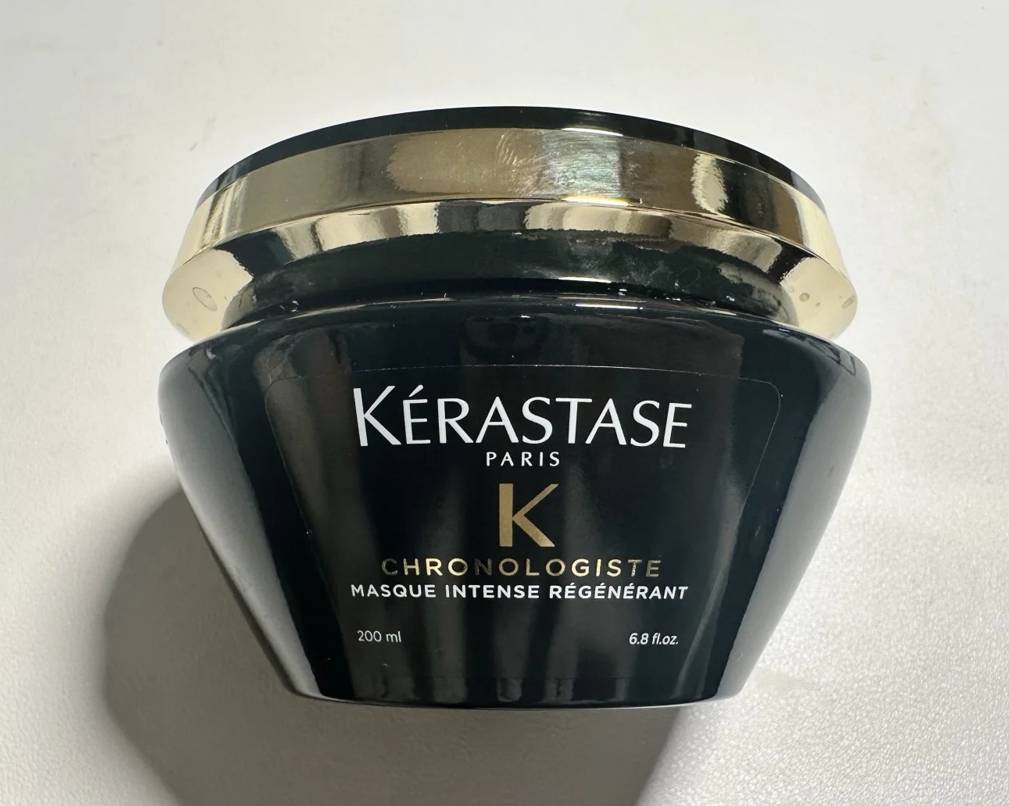 KÉRASTASE
PARIS
K
CHRONOLOGISTE
MASQUE INTENSE RÉGÉNÉRANT
200 ml 6.8 fl.oz.